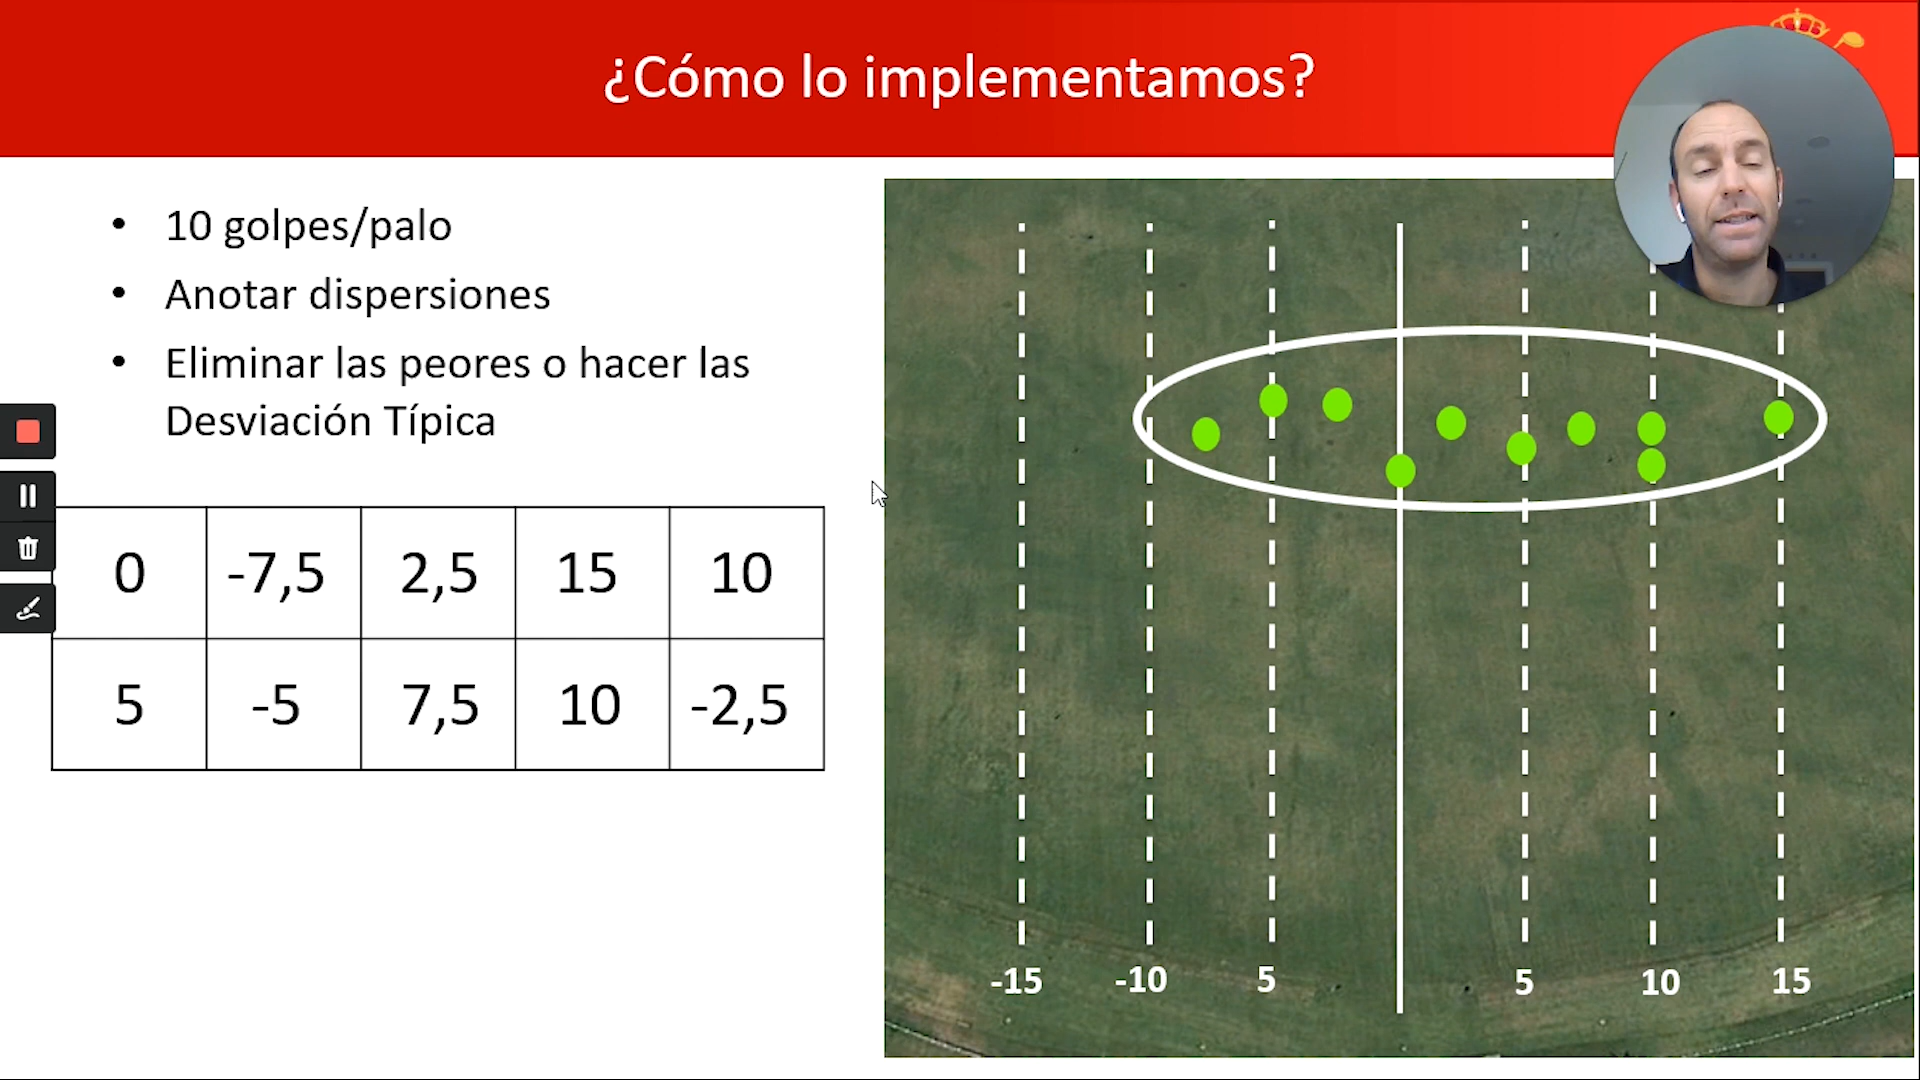 ¿Cómo lo implementamos?
• 10 golpes/palo
• Anotar dispersiones
• Eliminar las peores o hacer las
Desviación Típica
0 -7,5 2,5 15 10
5 -5 7,5 10 -2,5
-15 -10 5 5 10 15